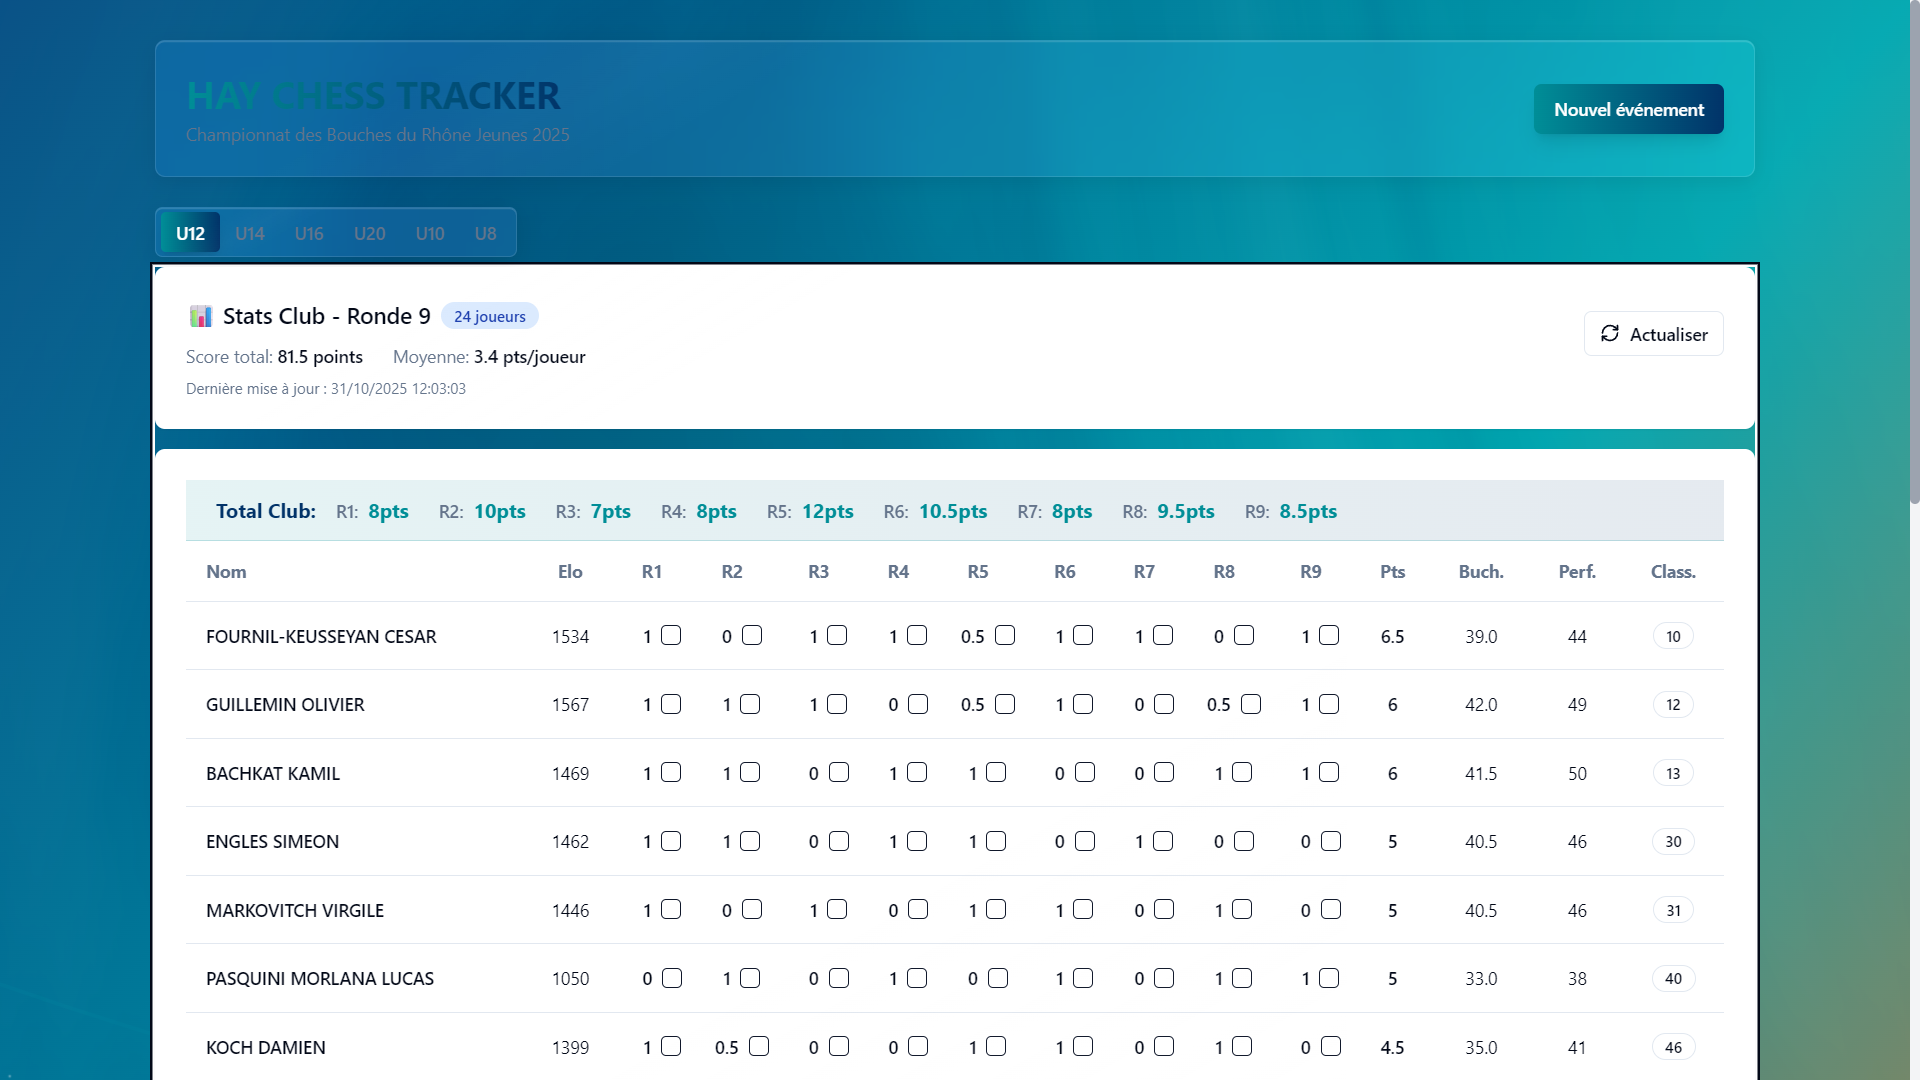 HAY CHESS TRACKER
Championnat des Bouches du Rhône Jeunes 2025
Nouvel événement
U12 U14 U16 U20 U10 U8
Stats Club - Ronde 9 24 joueurs
Score total: 81.5 points Moyenne: 3.4 pts/joueur
Dernière mise à jour : 31/10/2025 12:03:03
Actualiser
Total Club: R1: 8pts R2: 10pts R3: 7pts R4: 8pts R5: 12pts R6: 10.5pts R7: 8pts R8: 9.5pts R9: 8.5pts
Nom Elo R1 R2 R3 R4 R5 R6 R7 R8 R9 Pts Buch. Perf. Class.
FOURNIL-KEUSSEYAN CESAR 1534 1 0 1 1 0.5 1 1 0 1 6.5 39.0 44 10
GUILLEMIN OLIVIER 1567 1 1 1 0 0.5 1 0 0.5 1 6 42.0 49 12
BACHKAT KAMIL 1469 1 1 0 1 1 0 0 1 1 6 41.5 50 13
ENGLES SIMEON 1462 1 1 0 1 1 0 1 0 0 5 40.5 46 30
MARKOVITCH VIRGILE 1446 1 0 1 0 1 1 0 1 0 5 40.5 46 31
PASQUINI MORLANA LUCAS 1050 0 1 0 1 0 1 0 1 1 5 33.0 38 40
KOCH DAMIEN 1399 1 0.5 0 0 1 1 0 1 0 4.5 35.0 41 46